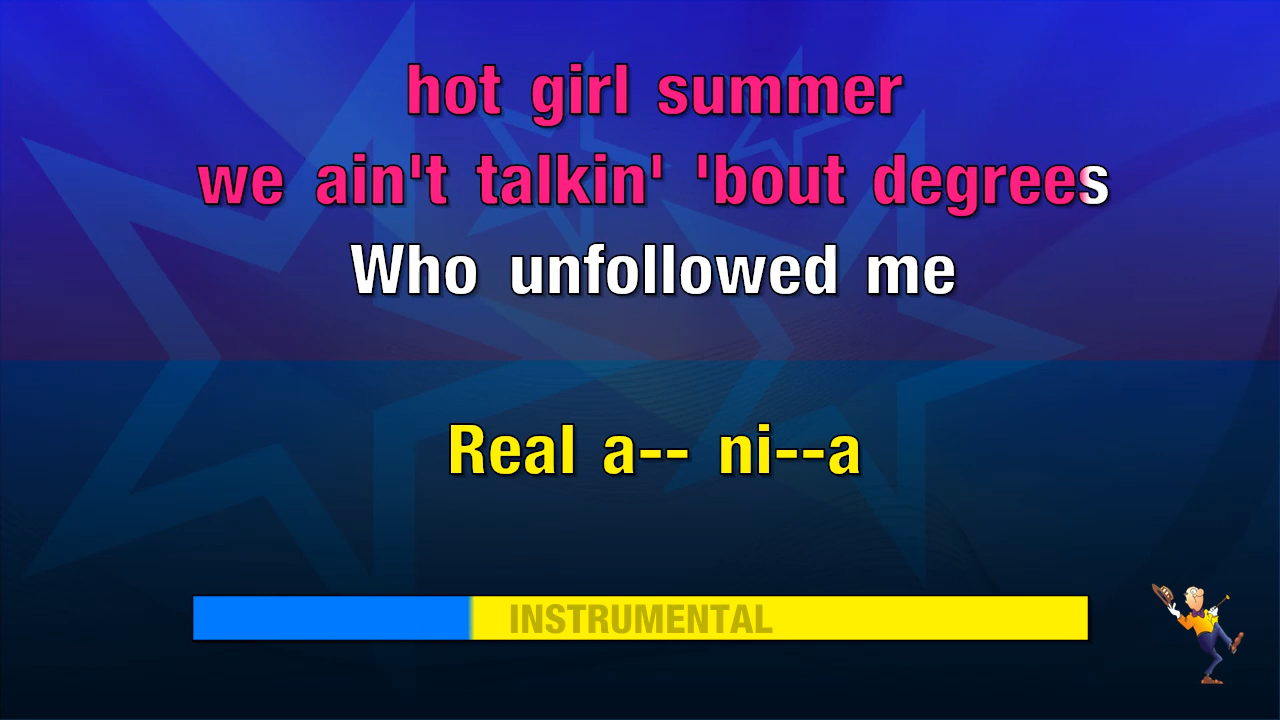 hot girl summer
we ain't talkin' 'bout degrees
Who unfollowed me
Real a-- ni--a
INSTRUMENTAL